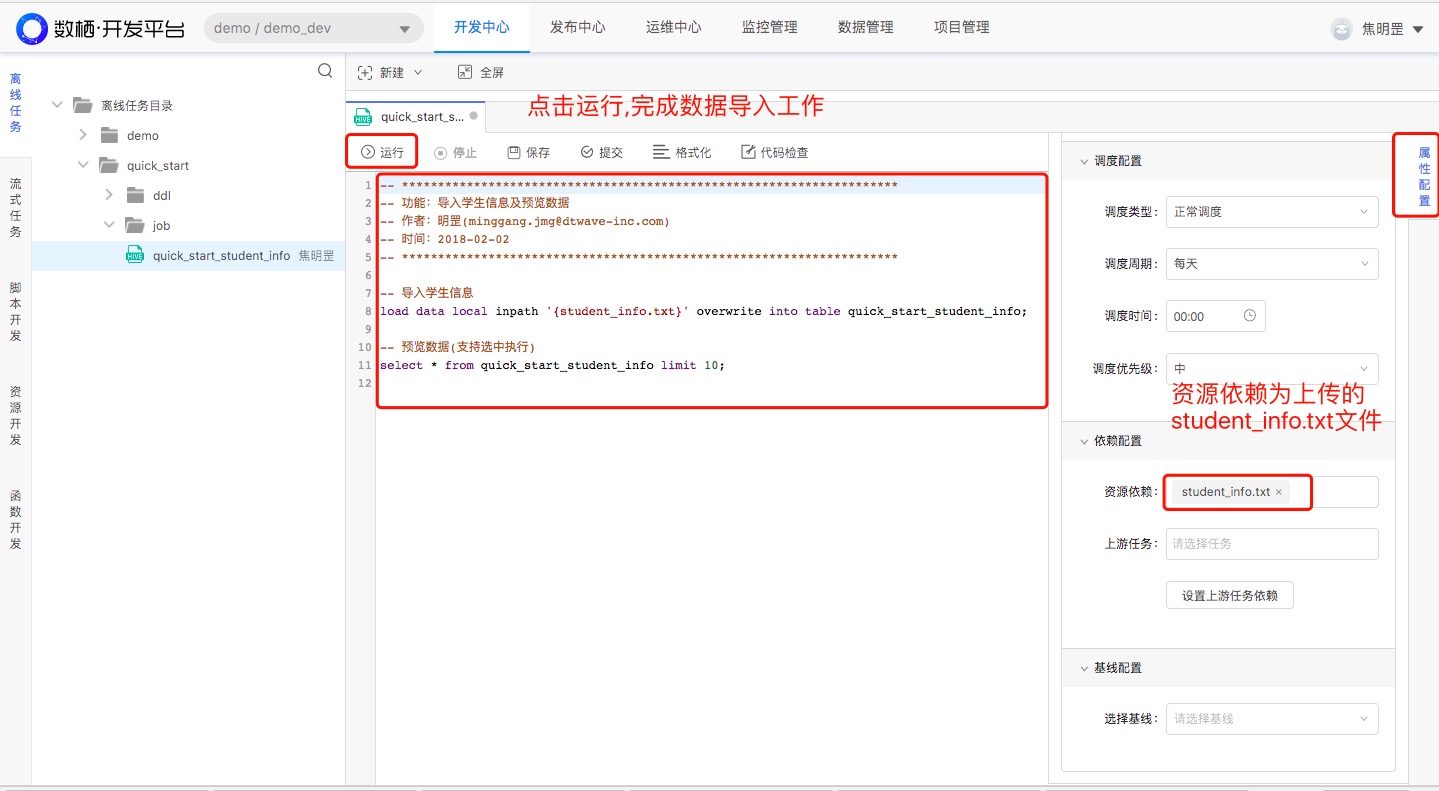 数栖·开发平台
demo / demo_dev
开发中心
发布中心
运维中心
监控管理
数据管理
项目管理
焦明罡
离线任务
流式任务
脚本开发
资源开发
函数开发
离线任务目录
demo
quick_start
ddl
job
quick_start_student_info 焦明罡
新建
全屏
quick_start_s...
点击运行,完成数据导入工作
运行
停止
保存
提交
格式化
代码检查
1 -- *********************************************************************
2 -- 功能：导入学生信息及预览数据
3 -- 作者：明罡(minggang.jmg@dtwave-inc.com)
4 -- 时间：2018-02-02
5 -- *********************************************************************
6
7 -- 导入学生信息
8 load data local inpath '{student_info.txt}' overwrite into table quick_start_student_info;
9
10 -- 预览数据(支持选中执行)
11 select * from quick_start_student_info limit 10;
12
属性配置
调度配置
调度类型： 正常调度
调度周期： 每天
调度时间： 00:00
调度优先级： 中
资源依赖为上传的
student_info.txt文件
依赖配置
资源依赖： student_info.txt ×
上游任务： 请选择任务
设置上游任务依赖
基线配置
选择基线： 请选择基线